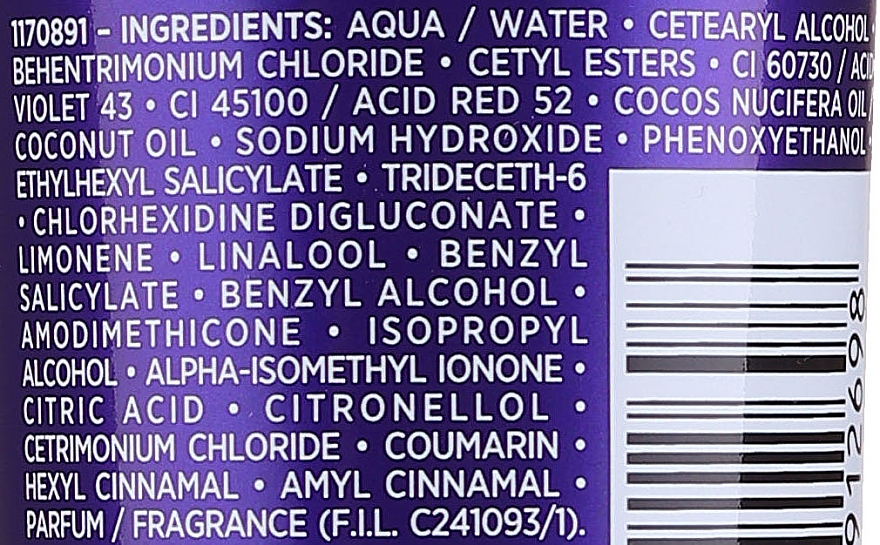 1170891 – INGREDIENTS: AQUA / WATER • CETEARYL ALCOHOL •
BEHENTRIMONIUM CHLORIDE • CETYL ESTERS • CI 60730 / ACID
VIOLET 43 • CI 45100 / ACID RED 52 • COCOS NUCIFERA OIL /
COCONUT OIL • SODIUM HYDROXIDE • PHENOXYETHANOL •
ETHYLHEXYL SALICYLATE • TRIDECETH-6
• CHLORHEXIDINE DIGLUCONATE •
LIMONENE • LINALOOL • BENZYL
SALICYLATE • BENZYL ALCOHOL •
AMODIMETHICONE • ISOPROPYL
ALCOHOL • ALPHA-ISOMETHYL IONONE •
CITRIC ACID • CITRONELLOL •
CETRIMONIUM CHLORIDE • COUMARIN •
HEXYL CINNAMAL • AMYL CINNAMAL •
PARFUM / FRAGRANCE (F.I.L. C241093/1).
912698